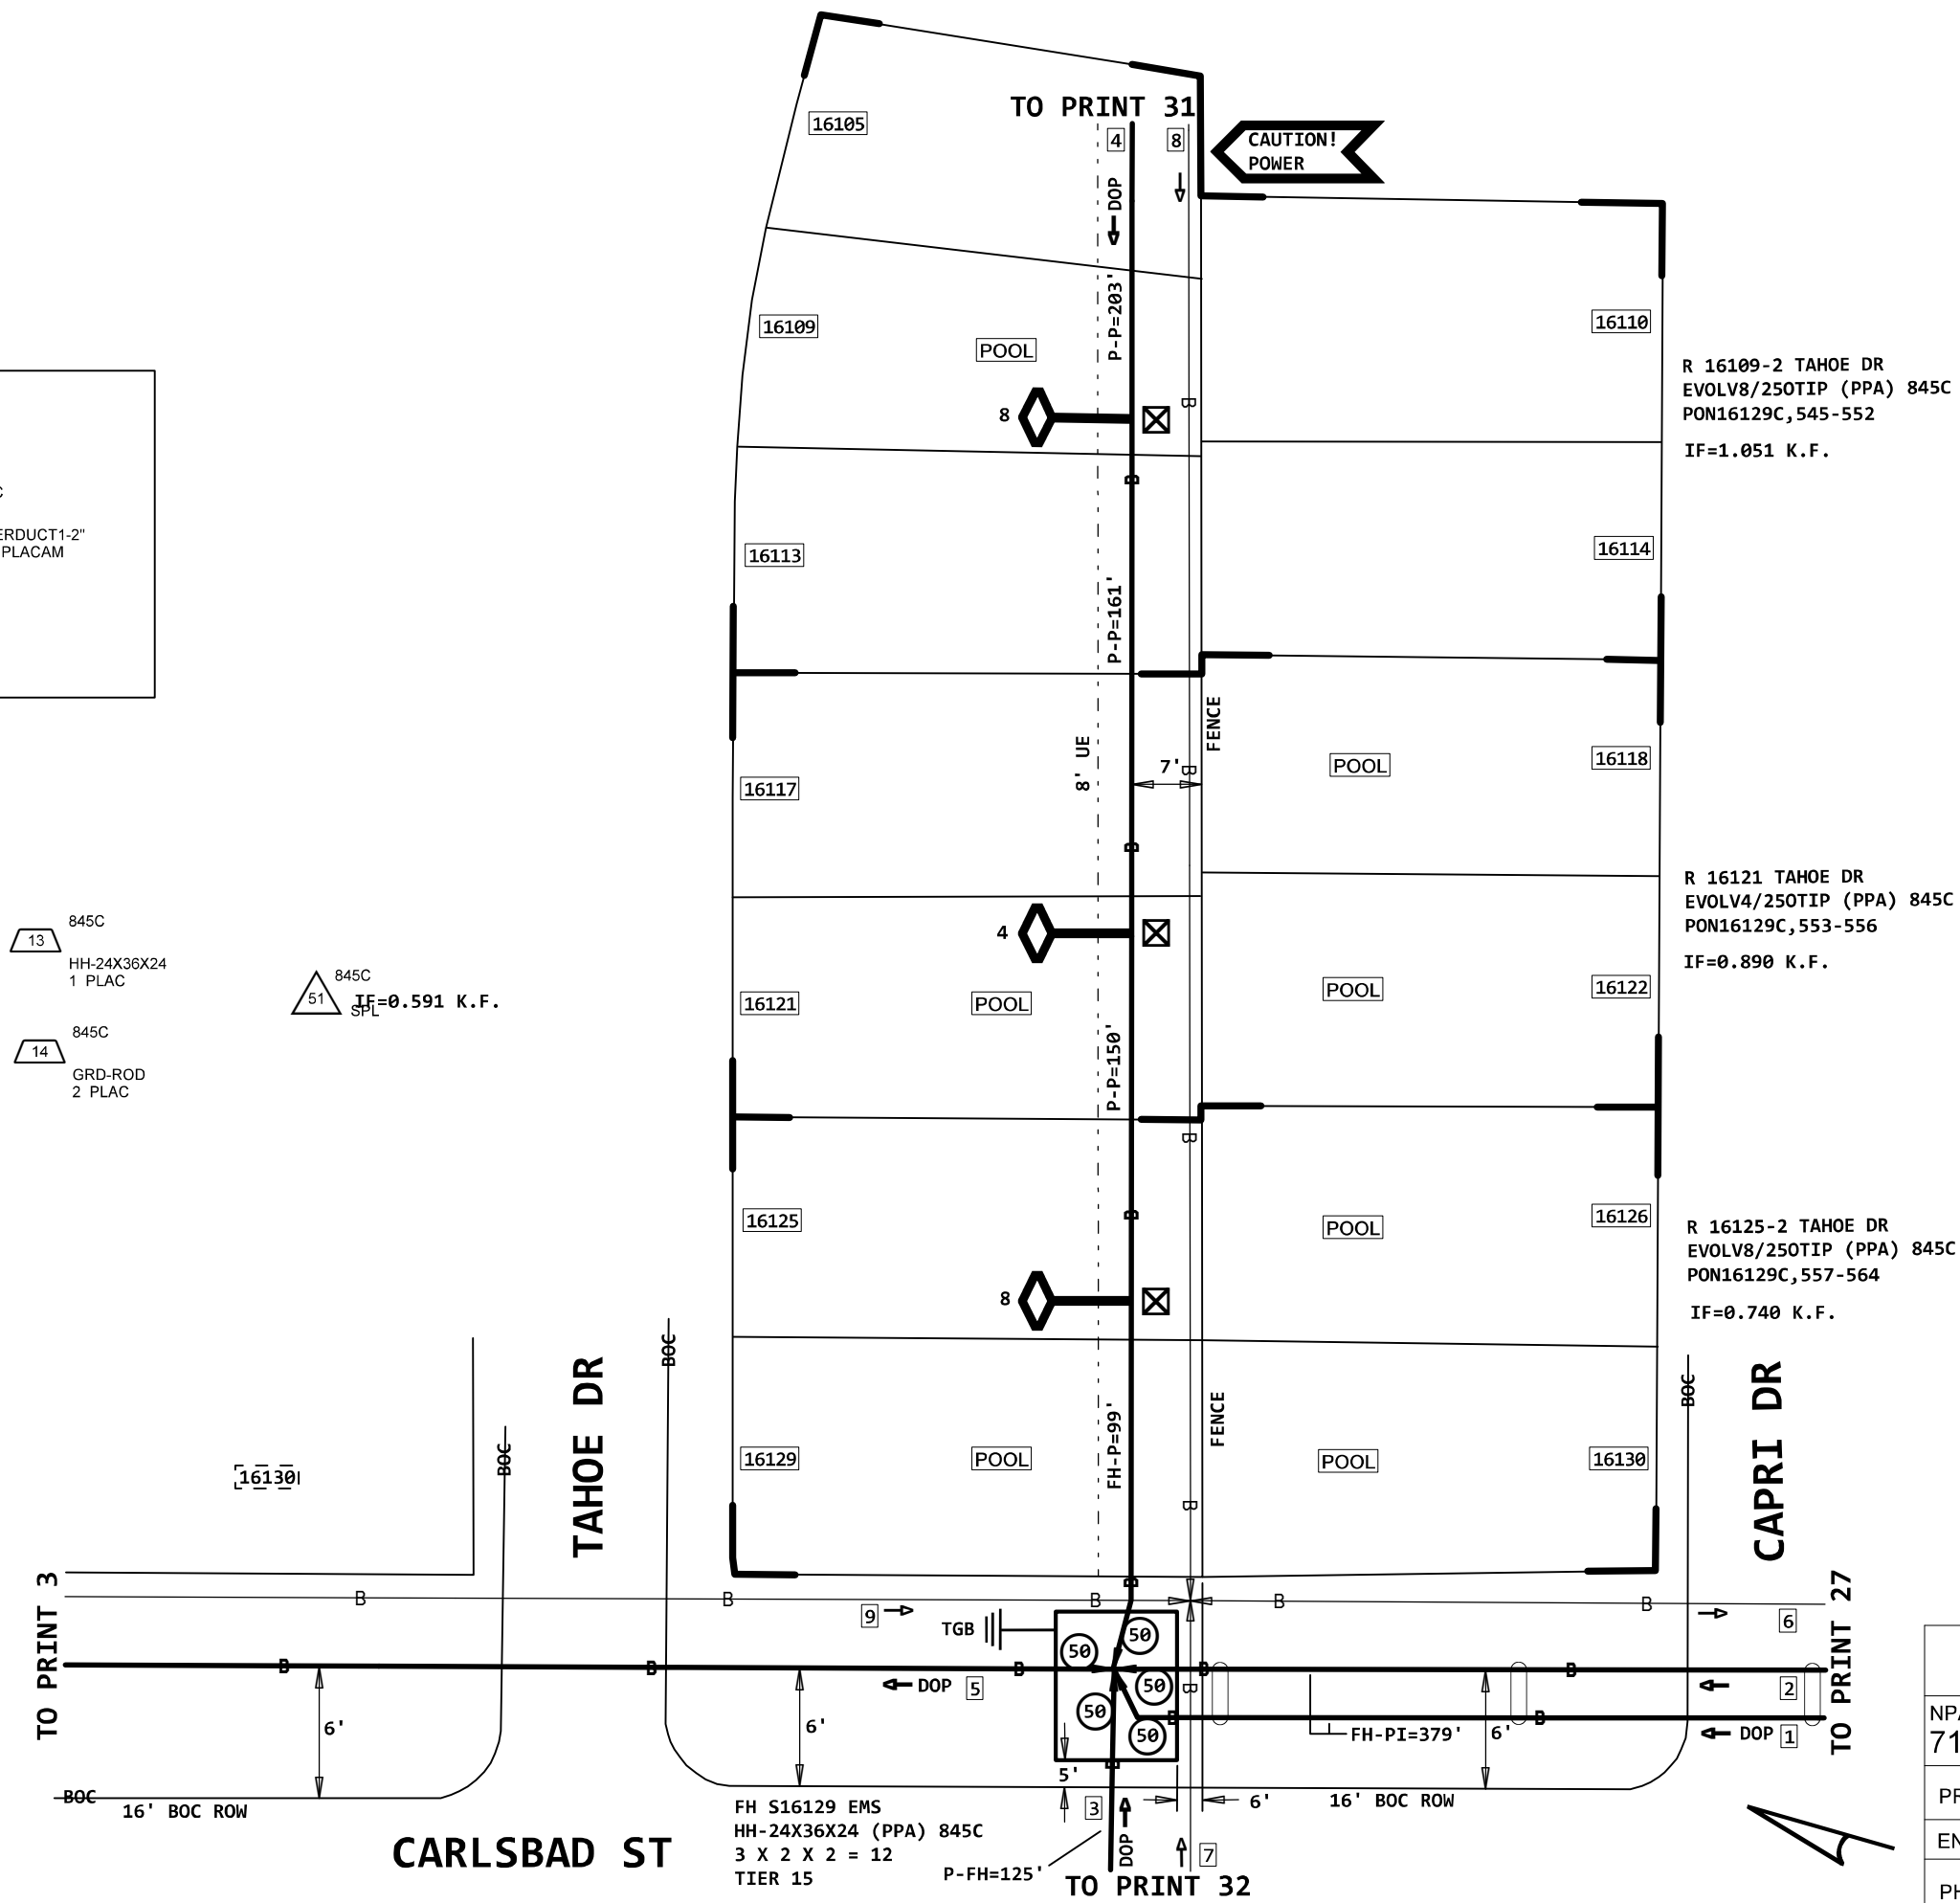 TO PRINT 31
4
8
CAUTION!
POWER
DOP
16105
P-P=203'
16109
POOL
16110
8
B
R 16109-2 TAHOE DR
EVOLV8/250TIP (PPA) 845C
PON16129C,545-552
IF=1.051 K.F.
B
C
ERDUCT1-2"
PLACAM
16113
P-P=161'
16114
FENCE
8' UE
7'
B
POOL
16118
16117
B
R 16121 TAHOE DR
EVOLV4/250TIP (PPA) 845C
PON16129C,553-556
IF=0.890 K.F.
4
13
845C
HH-24X36X24
1 PLAC
51
845C
SPL
IF=0.591 K.F.
14
845C
GRD-ROD
2 PLAC
16121
POOL
POOL
16122
P-P=150'
B
16125
B
POOL
16126
R 16125-2 TAHOE DR
EVOLV8/250TIP (PPA) 845C
PON16129C,557-564
IF=0.740 K.F.
8
TAHOE DR
BOC
BOC
16130
16129
POOL
FH-P=99'
FENCE
POOL
16130
BOC
CAPRI DR
B
TO PRINT 3
B
B
B
B
B
B
9
6
TGB
50
50
50
50
50
B
B
B
B
B
B
DOP
5
2
B
B
B
FH-PI=379'
DOP
1
TO PRINT 27
6'
6'
6'
5'
6'
BOC
16' BOC ROW
16' BOC ROW
FH S16129 EMS
HH-24X36X24 (PPA) 845C
3 X 2 X 2 = 12
TIER 15
3
DOP
7
P-FH=125'
CARLSBAD ST
TO PRINT 32
NPA
71
PR
EN
PH